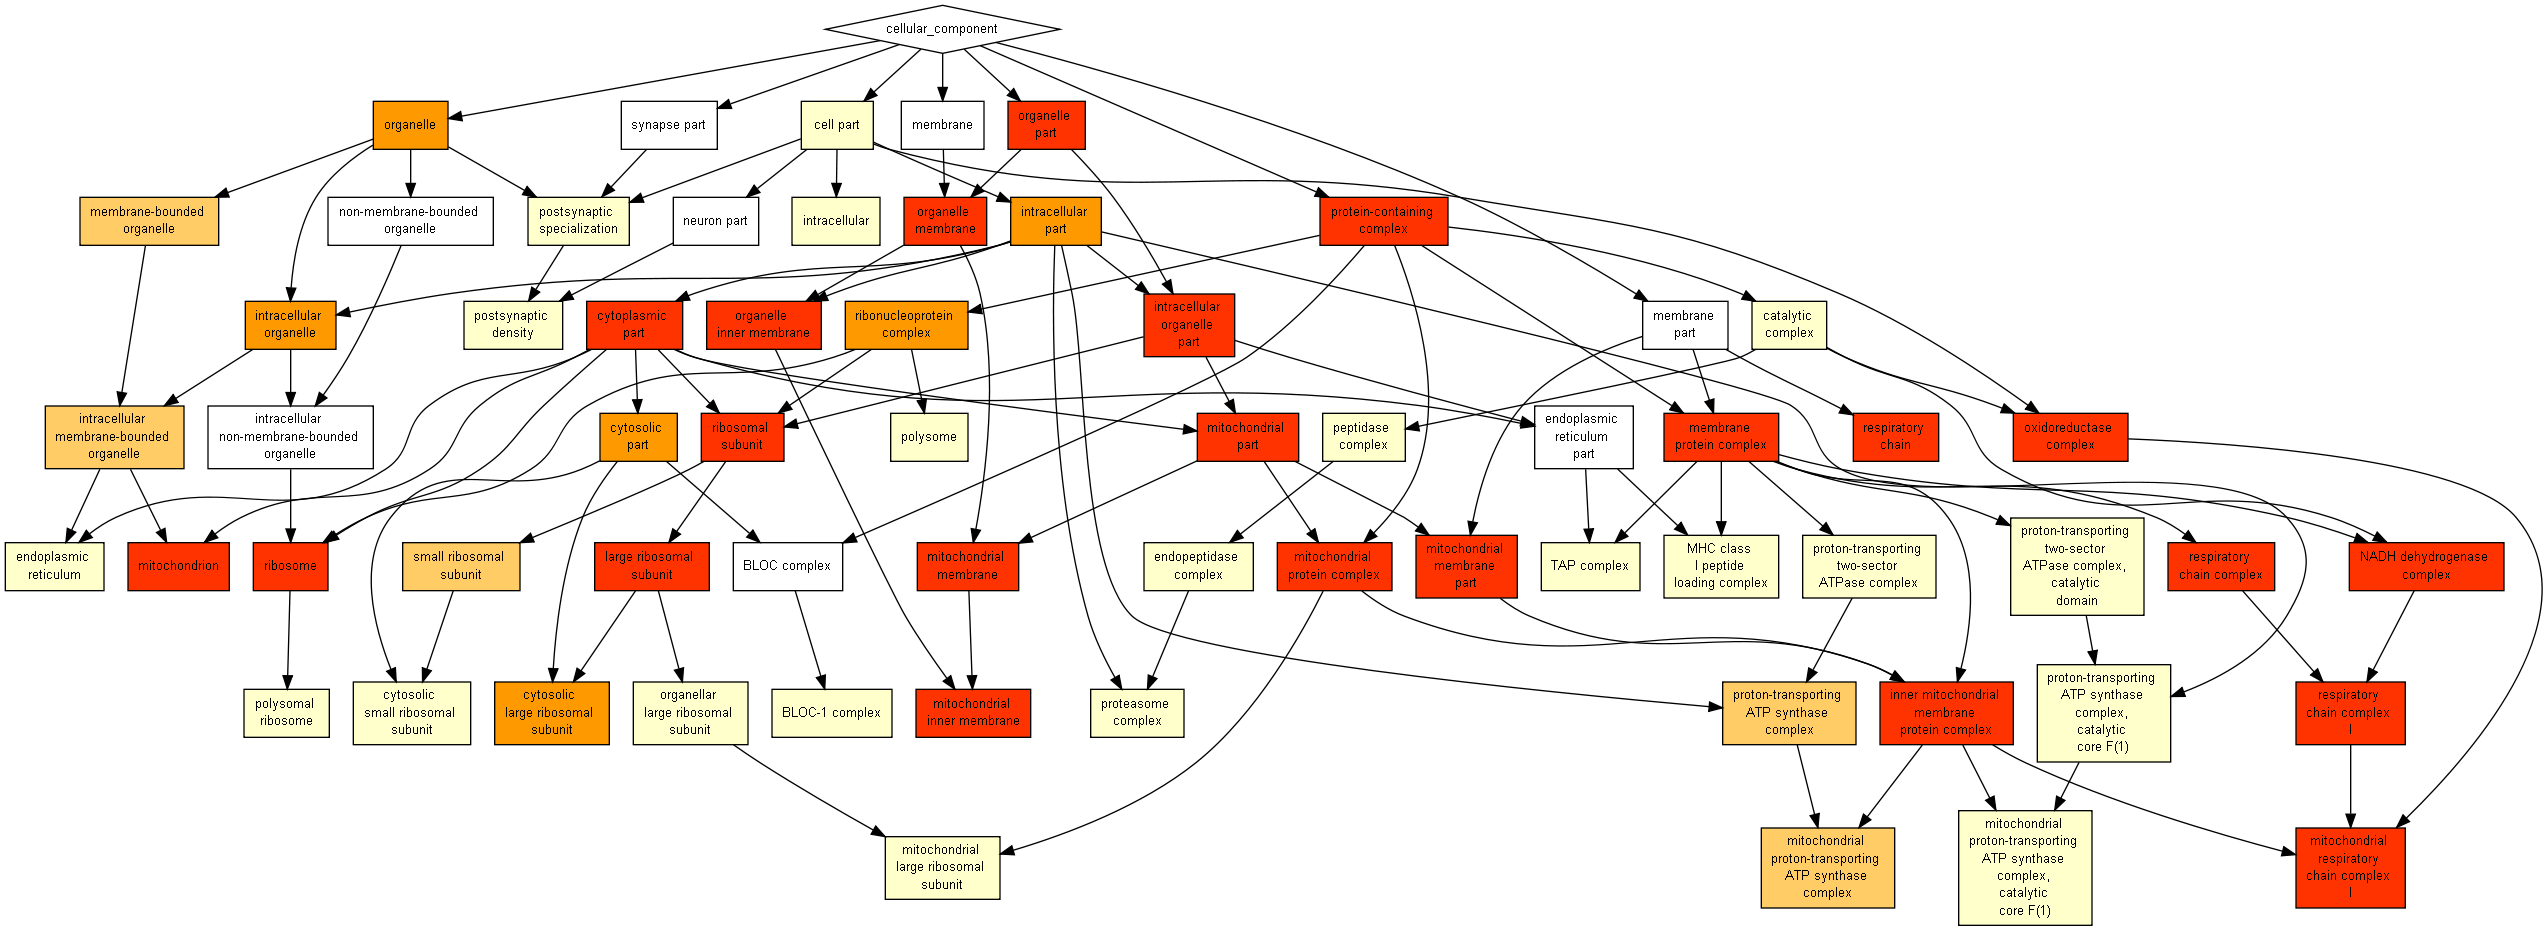 cellular_component
organelle
synapse part
cell part
membrane
organelle
part
membrane-bounded
organelle
non-membrane-bounded
organelle
postsynaptic
specialization
neuron part
intracellular
organelle
membrane
intracellular
part
protein-containing
complex
intracellular
organelle
postsynaptic
density
cytoplasmic
part
organelle
inner membrane
ribonucleoprotein
complex
intracellular
organelle
part
membrane
part
catalytic
complex
intracellular
membrane-bounded
organelle
intracellular
non-membrane-bounded
organelle
cytosolic
part
ribosomal
subunit
polysome
mitochondrial
part
peptidase
complex
endoplasmic
reticulum
part
membrane
protein complex
respiratory
chain
oxidoreductase
complex
endoplasmic
reticulum
mitochondrion
ribosome
small ribosomal
subunit
large ribosomal
subunit
BLOC complex
mitochondrial
membrane
endopeptidase
complex
mitochondrial
protein complex
mitochondrial
membrane
part
TAP complex
MHC class
I peptide
loading complex
proton-transporting
two-sector
ATPase complex
proton-transporting
two-sector
ATPase complex,
catalytic
domain
respiratory
chain complex
NADH dehydrogenase
complex
polysomal
ribosome
cytosolic
small ribosomal
subunit
cytosolic
large ribosomal
subunit
organellar
large ribosomal
subunit
BLOC-1 complex
mitochondrial
inner membrane
proteasome
complex
proton-transporting
ATP synthase
complex
inner mitochondrial
membrane
protein complex
proton-transporting
ATP synthase
complex,
catalytic
core F(1)
respiratory
chain complex
I
mitochondrial
large ribosomal
subunit
mitochondrial
proton-transporting
ATP synthase
complex
mitochondrial
proton-transporting
ATP synthase
complex,
catalytic
core F(1)
mitochondrial
respiratory
chain complex
I